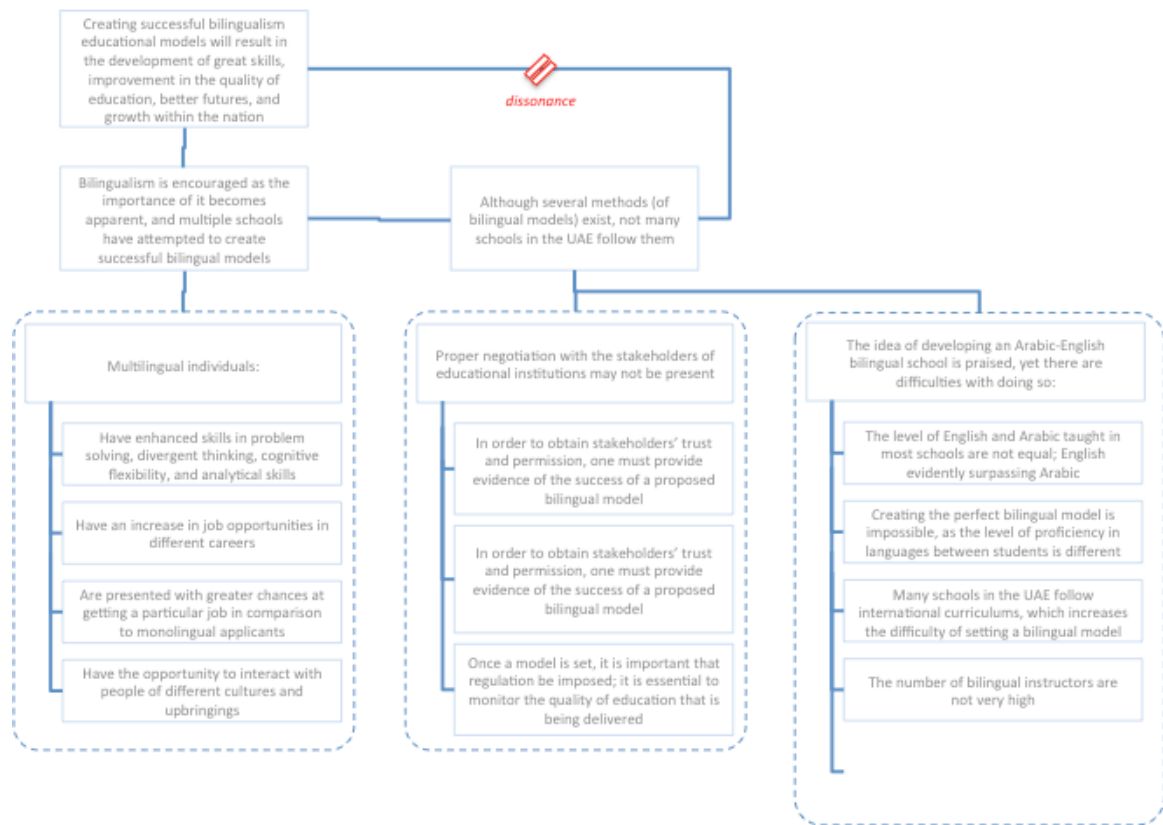 Creating successful bilingualism
educational models will result in
the development of great skills,
improvement in the quality of
education, better futures, and
growth within the nation
dissonance
Bilingualism is encouraged as the
importance of it becomes
apparent, and multiple schools
have attempted to create
successful bilingual models
Although several methods (of
bilingual models) exist, not many
schools in the UAE follow them
Multilingual individuals:
Have enhanced skills in problem
solving, divergent thinking, cognitive
flexibility, and analytical skills
Have an increase in job opportunities in
different careers
Are presented with greater chances at
getting a particular job in comparison
to monolingual applicants
Have the opportunity to interact with
people of different cultures and
upbringings
Proper negotiation with the stakeholders of
educational institutions may not be present
In order to obtain stakeholders’ trust
and permission, one must provide
evidence of the success of a proposed
bilingual model
In order to obtain stakeholders’ trust
and permission, one must provide
evidence of the success of a proposed
bilingual model
Once a model is set, it is important that
regulation be imposed; it is essential to
monitor the quality of education that is
being delivered
The idea of developing an Arabic-English
bilingual school is praised, yet there are
difficulties with doing so:
The level of English and Arabic taught in
most schools are not equal; English
evidently surpassing Arabic
Creating the perfect bilingual model is
impossible, as the level of proficiency in
languages between students is different
Many schools in the UAE follow
international curriculums, which increases
the difficulty of setting a bilingual model
The number of bilingual instructors are
not very high